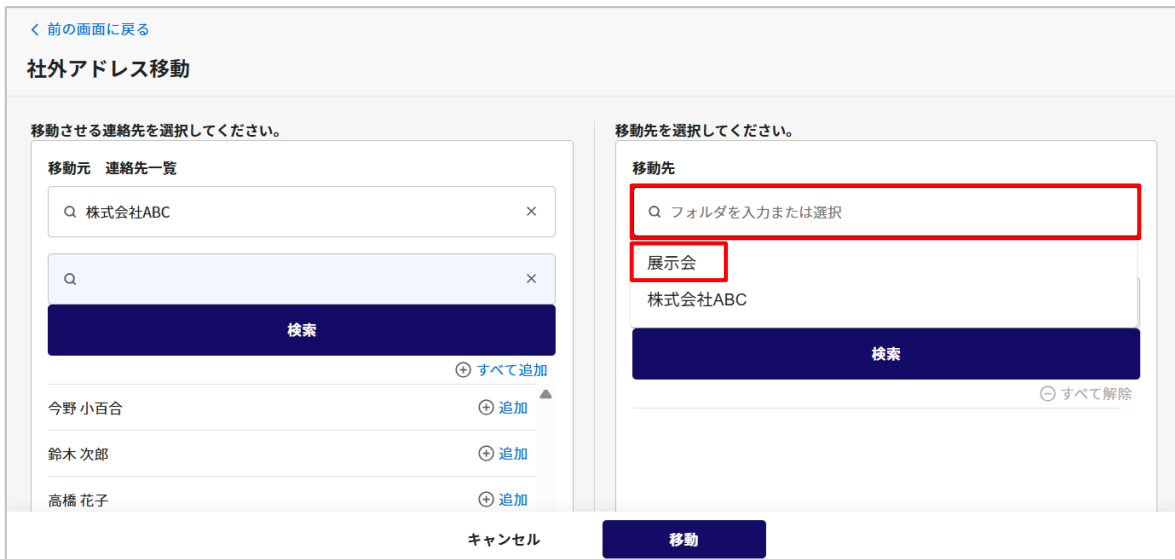 前の画面に戻る
社外アドレス移動
移動させる連絡先を選択してください。
移動元　連絡先一覧
株式会社ABC
検索
すべて追加
今野 小百合
追加
鈴木 次郎
追加
高橋 花子
追加
移動先を選択してください。
移動先
フォルダを入力または選択
展示会
株式会社ABC
検索
すべて解除
キャンセル
移動